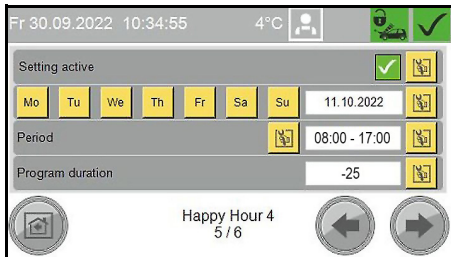 Fr 30.09.2022 10:34:55 4°C
Setting active
Mo Tu We Th Fr Sa Su 11.10.2022
Period 08:00 - 17:00
Program duration -25
Happy Hour 4
5 / 6